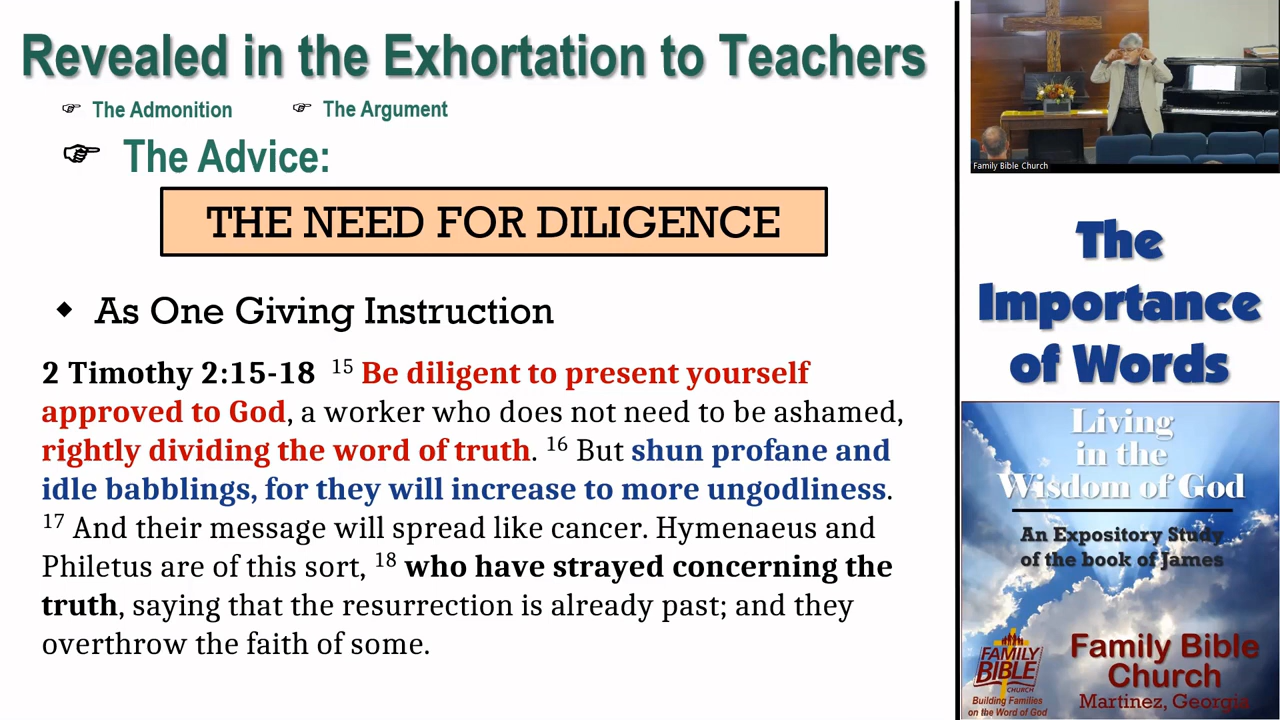 Revealed in the Exhortation to Teachers
☞ The Admonition ☞ The Argument
☞ The Advice:
THE NEED FOR DILIGENCE
◆ As One Giving Instruction
2 Timothy 2:15-18 15 Be diligent to present yourself
approved to God, a worker who does not need to be ashamed,
rightly dividing the word of truth. 16 But shun profane and
idle babblings, for they will increase to more ungodliness.
17 And their message will spread like cancer. Hymenaeus and
Philetus are of this sort, 18 who have strayed concerning the
truth, saying that the resurrection is already past; and they
overthrow the faith of some.
Family Bible Church
The
Importance
of Words
Living
in the
Wisdom of God
An Expository Study
of the book of James
FAMILY
BIBLE
CHURCH
Building Families
on the Word of God
Family Bible
Church
Martinez, Georgia